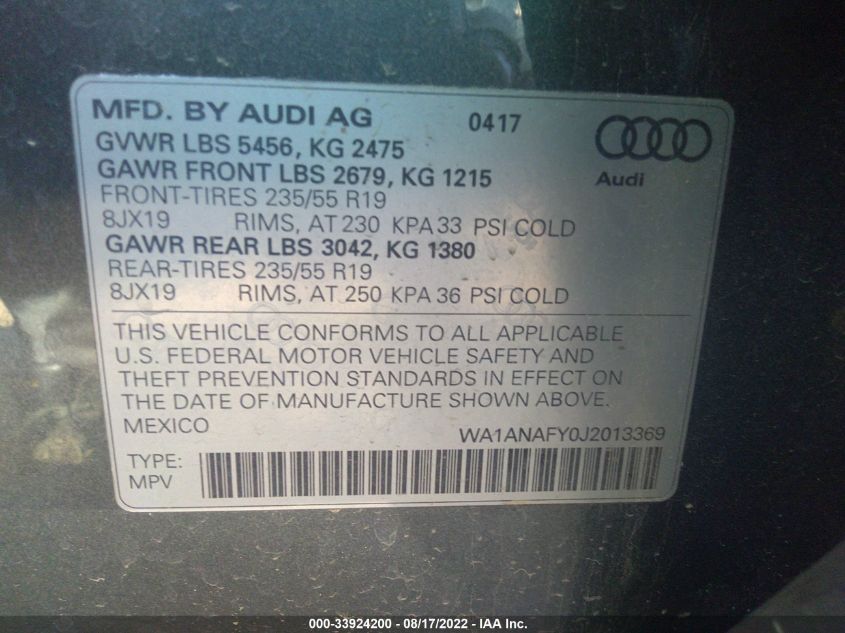 MFD. BY AUDI AG 0417
GVWR LBS 5456, KG 2475
GAWR FRONT LBS 2679, KG 1215
Audi
FRONT-TIRES 235/55 R19
8JX19 RIMS, AT 230 KPA 33 PSI COLD
GAWR REAR LBS 3042, KG 1380
REAR-TIRES 235/55 R19
8JX19 RIMS, AT 250 KPA 36 PSI COLD
THIS VEHICLE CONFORMS TO ALL APPLICABLE
U.S. FEDERAL MOTOR VEHICLE SAFETY AND
THEFT PREVENTION STANDARDS IN EFFECT ON
THE DATE OF MANUFACTURE SHOWN ABOVE.
MEXICO WA1ANAFY0J2013369
TYPE:
MPV
000-33924200 - 08/17/2022 - IAA Inc.